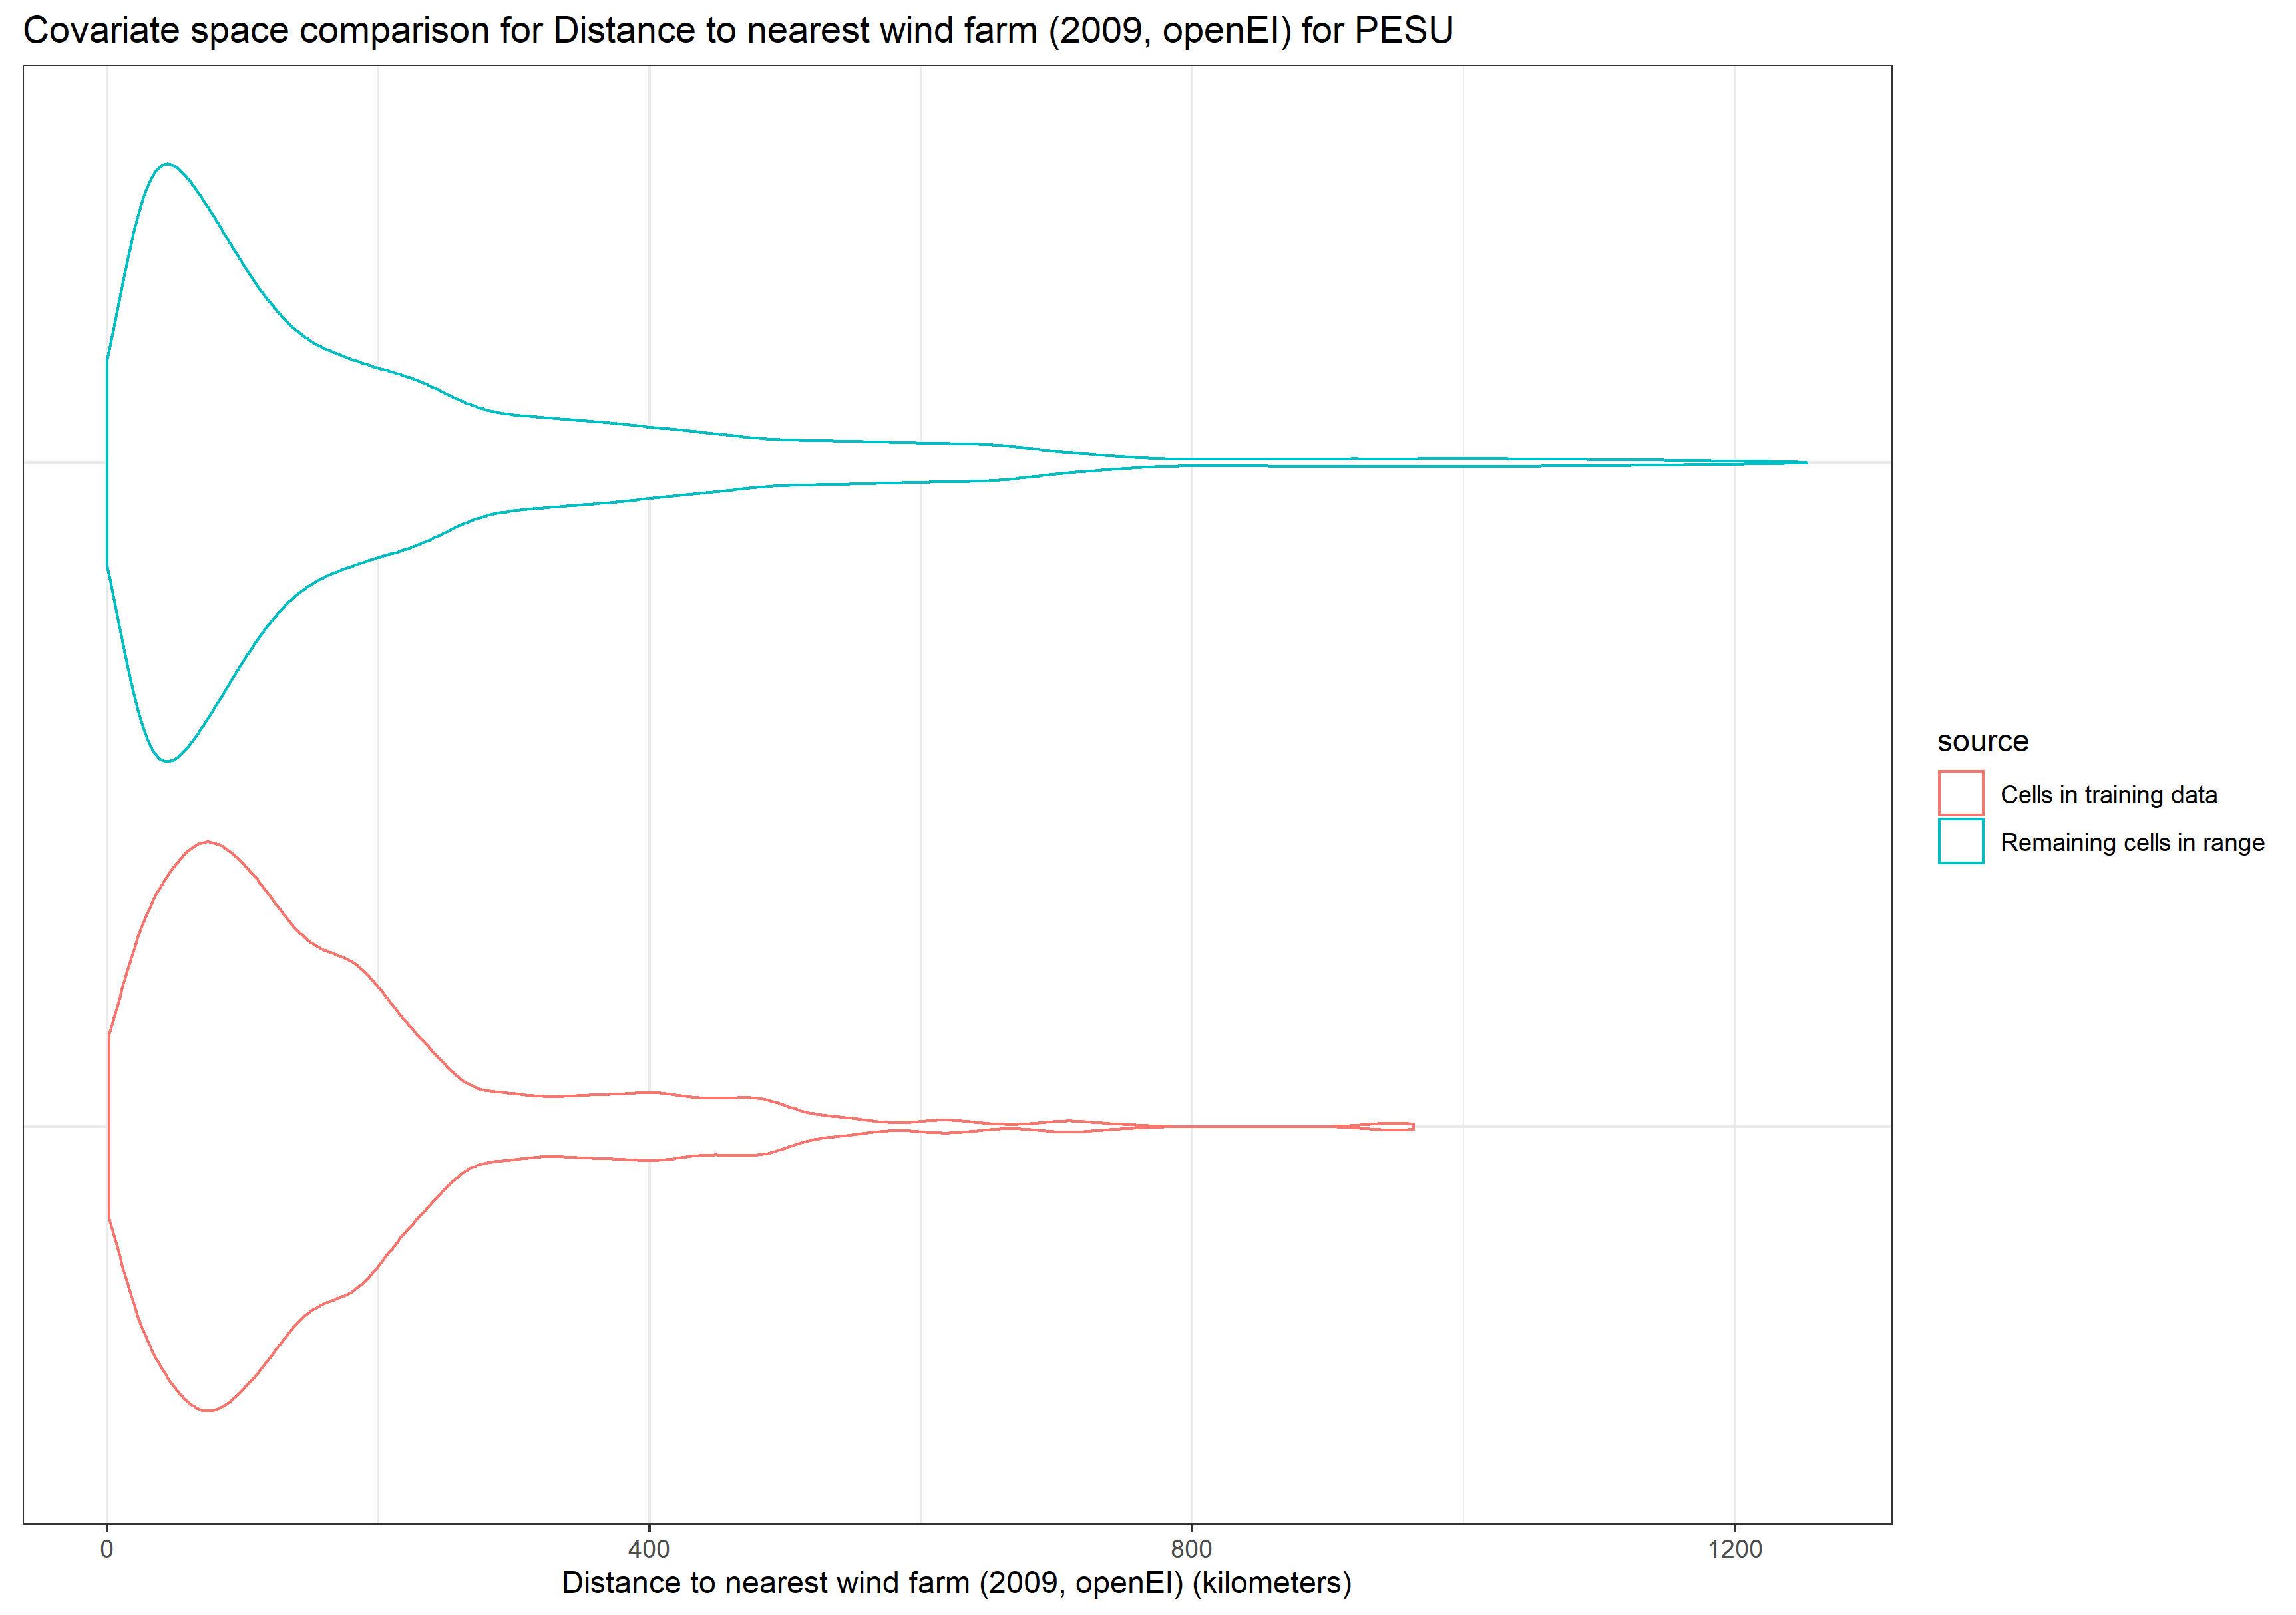 Covariate space comparison for Distance to nearest wind farm (2009, openEI) for PESU
source
Cells in training data
Remaining cells in range
0 400 800 1200
Distance to nearest wind farm (2009, openEI) (kilometers)